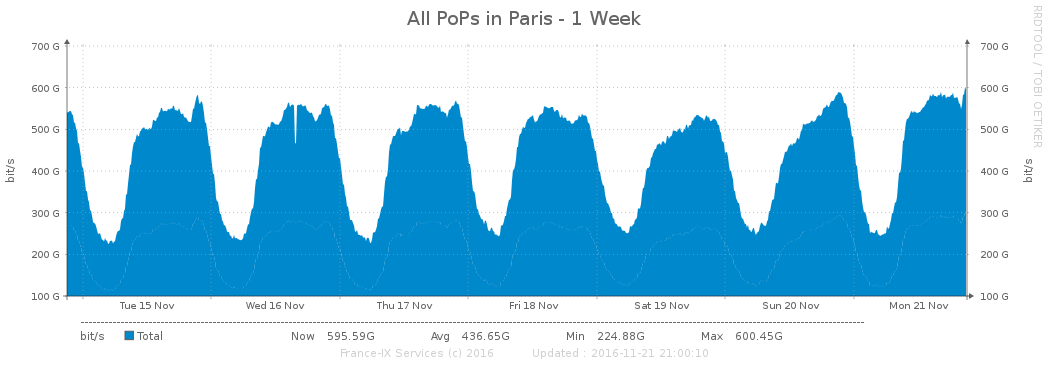 All PoPs in Paris - 1 Week
RRDTOOL / TOBI OETIKER
700 G 700 G
600 G 600 G
500 G 500 G
400 G 400 G
300 G 300 G
200 G 200 G
100 G 100 G
bit/s bit/s
Tue 15 Nov Wed 16 Nov Thu 17 Nov Fri 18 Nov Sat 19 Nov Sun 20 Nov Mon 21 Nov
bit/s Total Now 595.59G Avg 436.65G Min 224.88G Max 600.45G
France-IX Services (c) 2016 Updated : 2016-11-21 21:00:10